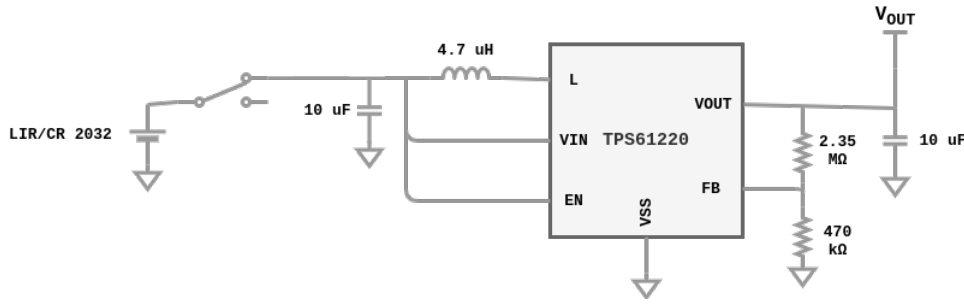 V_OUT
4.7 uH
L
VOUT
10 uF
LIR/CR 2032
VIN
TPS61220
2.35
MΩ
10 uF
FB
EN
VSS
470
kΩ